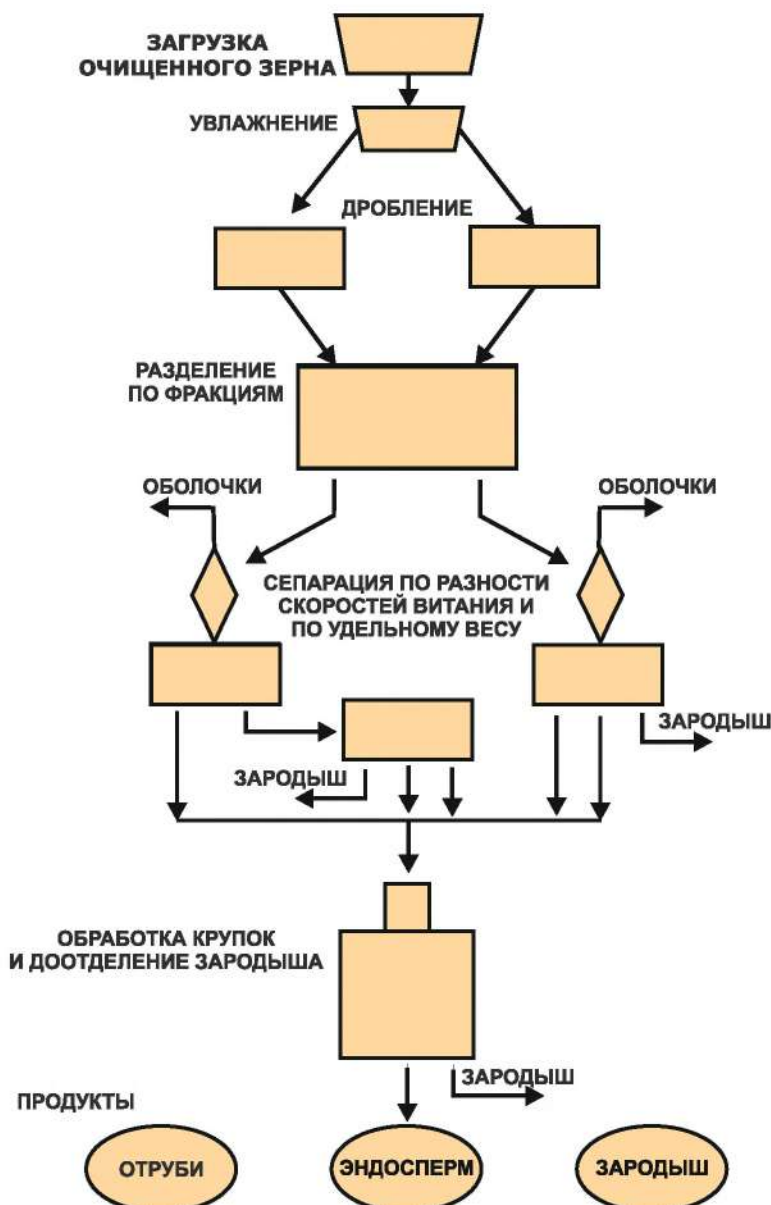 ЗАГРУЗКА
ОЧИЩЕННОГО ЗЕРНА
УВЛАЖНЕНИЕ
ДРОБЛЕНИЕ
РАЗДЕЛЕНИЕ
ПО ФРАКЦИЯМ
ОБОЛОЧКИ
ОБОЛОЧКИ
СЕПАРАЦИЯ ПО РАЗНОСТИ
СКОРОСТЕЙ ВИТАНИЯ И
ПО УДЕЛЬНОМУ ВЕСУ
ЗАРОДЫШ
ЗАРОДЫШ
ОБРАБОТКА КРУПОК
И ДООТДЕЛЕНИЕ ЗАРОДЫША
ЗАРОДЫШ
ПРОДУКТЫ
ОТРУБИ
ЭНДОСПЕРМ
ЗАРОДЫШ